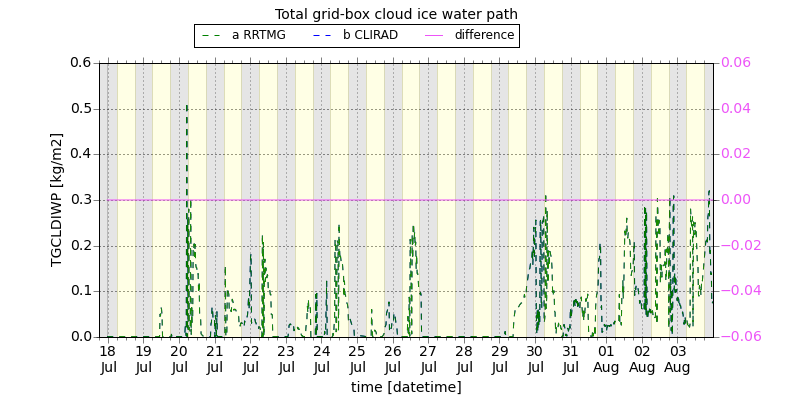 Total grid-box cloud ice water path
a RRTMG b CLIRAD difference
0.6 0.06
0.5 0.04
0.4 0.02
0.3 0.00
0.2 −0.02
0.1 −0.04
0.0 −0.06
TGCLDIWP [kg/m2]
18 19 20 21 22 23 24 25 26 27 28 29 30 31 01 02 03
Jul Jul Jul Jul Jul Jul Jul Jul Jul Jul Jul Jul Jul Jul Aug Aug Aug
time [datetime]